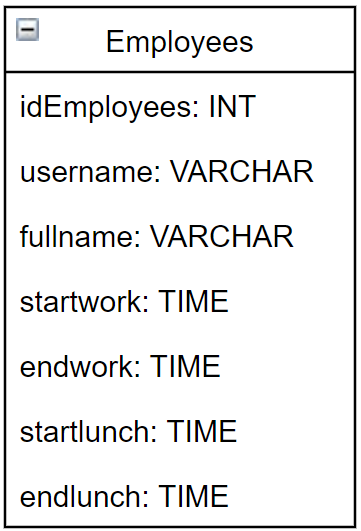 Employees
idEmployees: INT
username: VARCHAR
fullname: VARCHAR
startwork: TIME
endwork: TIME
startlunch: TIME
endlunch: TIME